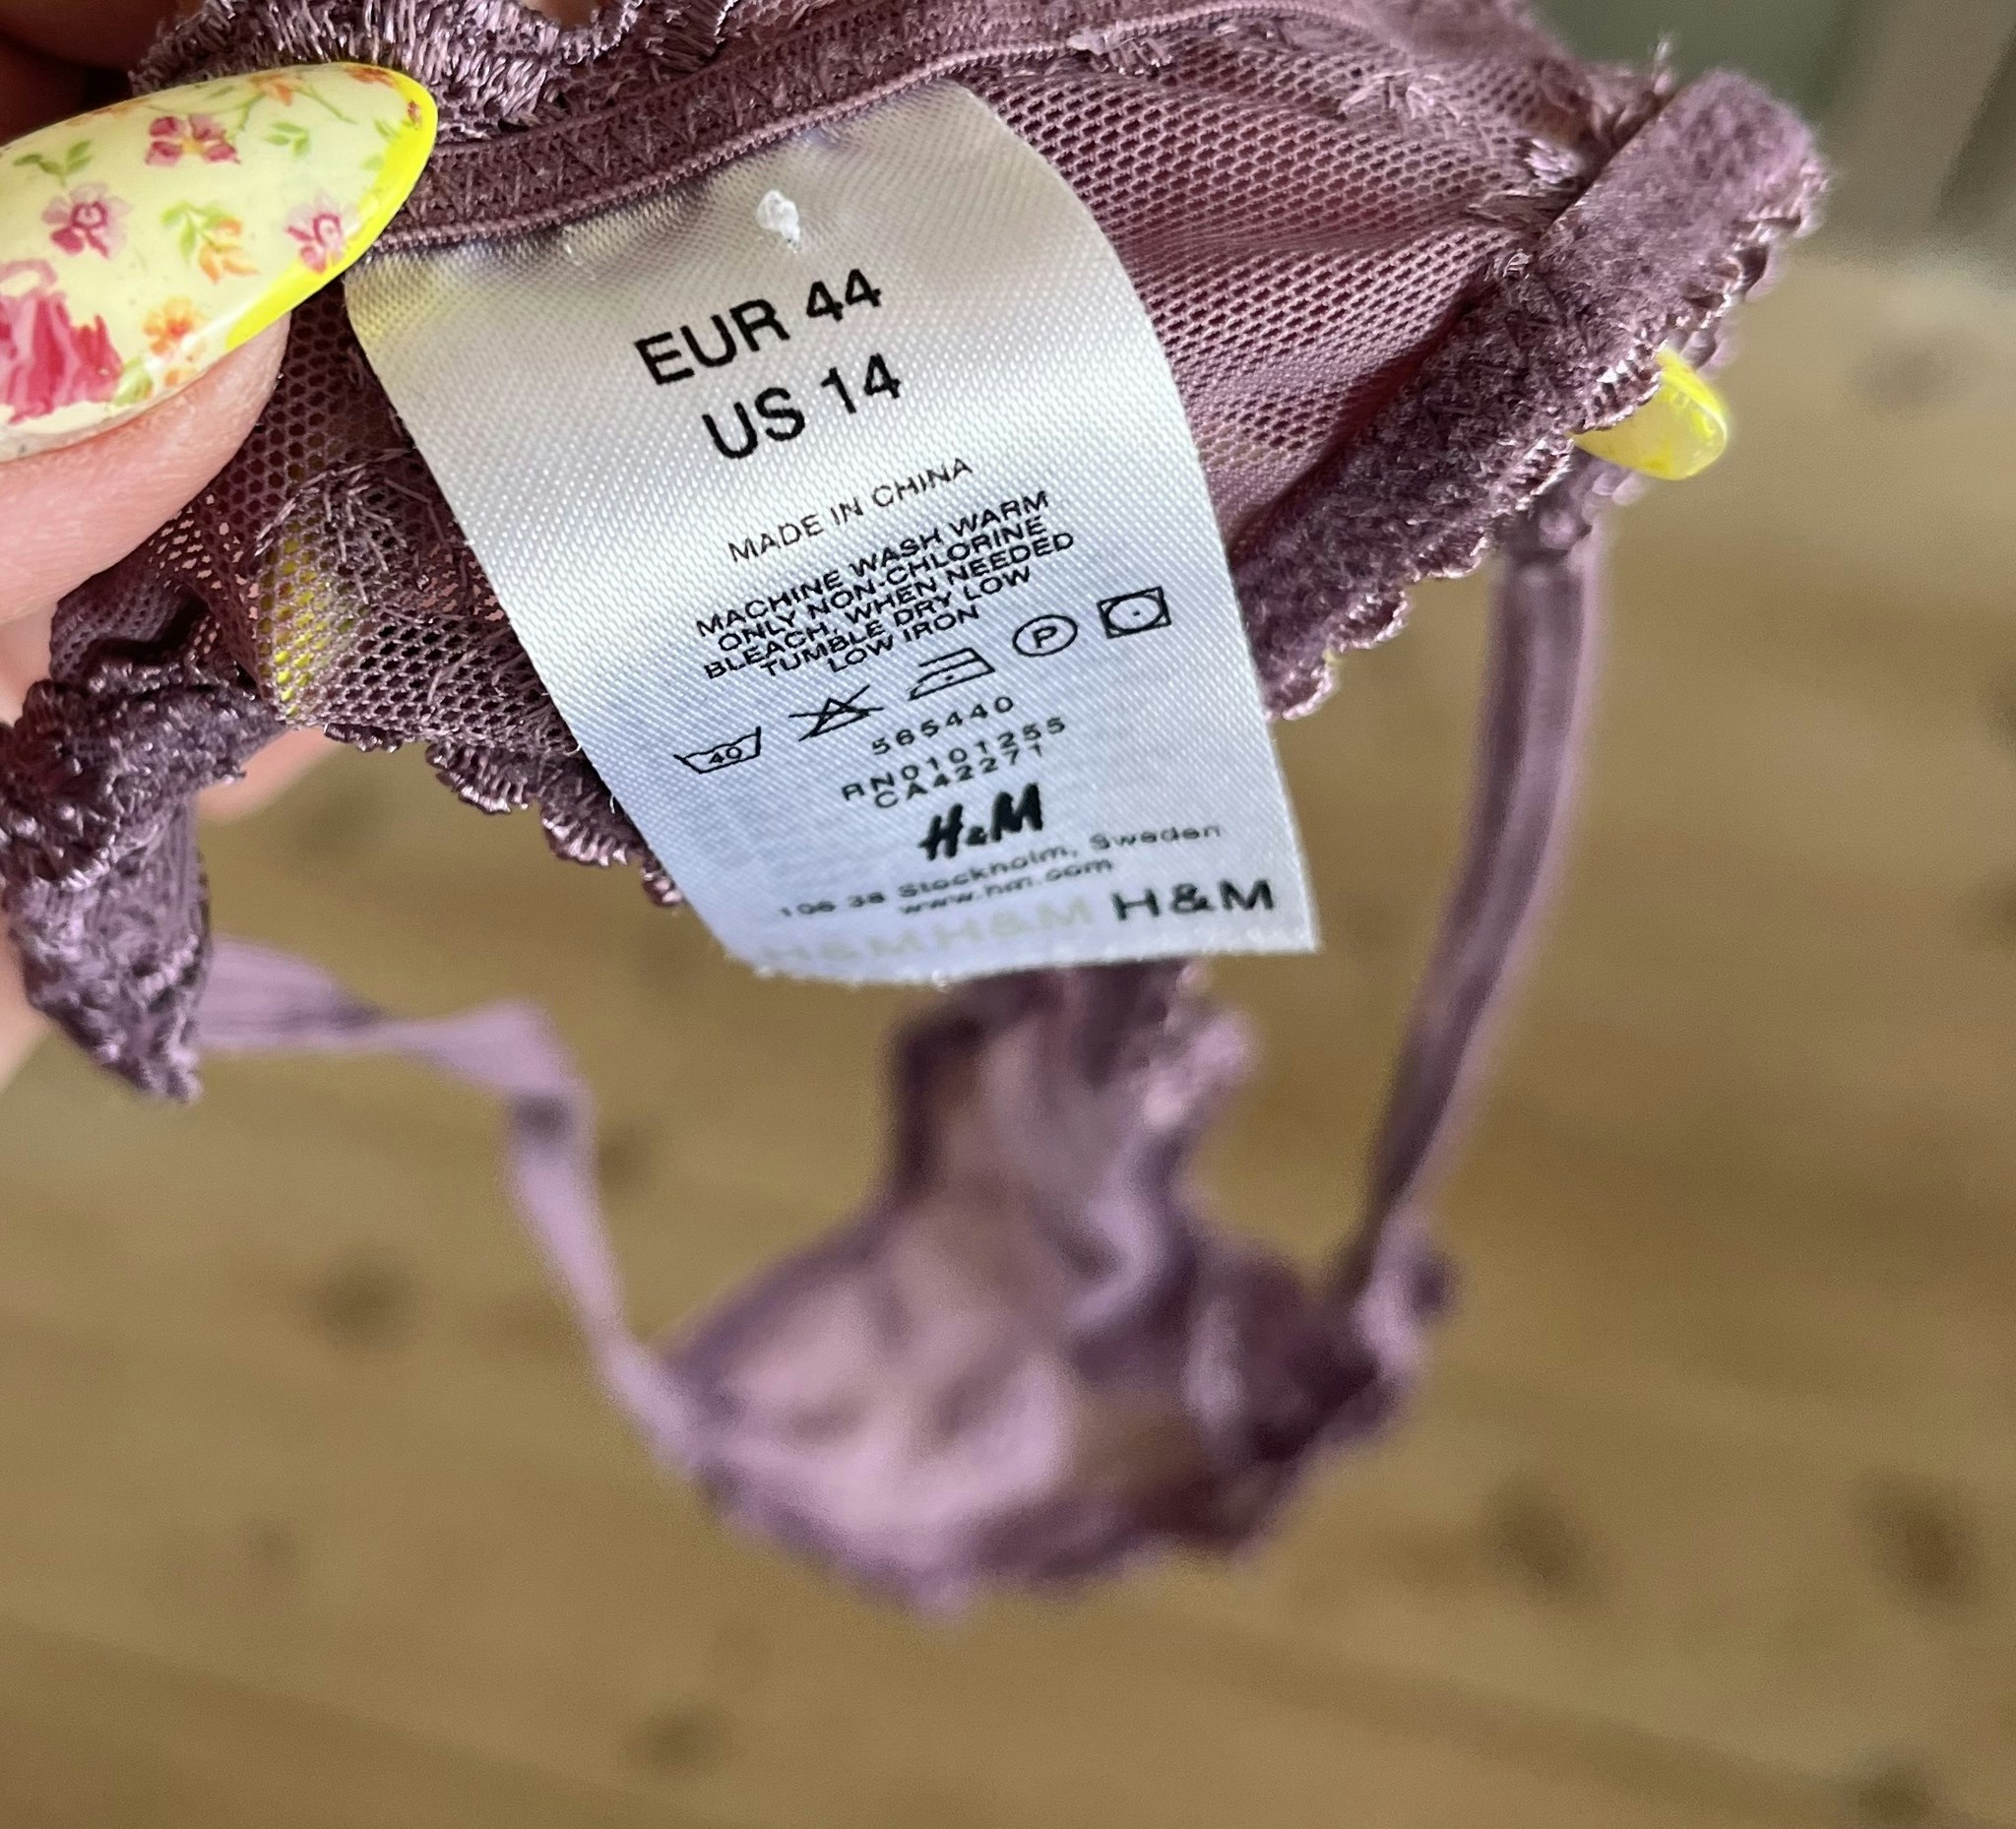 EUR 44
US 14
MADE IN CHINA
MACHINE WASH WARM
ONLY NON-CHLORINE
BLEACH, WHEN NEEDED
TUMBLE DRY LOW
LOW IRON
40
P
565440
RN0101255
CA42271
H&M
106 38 Stockholm, Sweden
www.hm.com
H&M H&M H&M